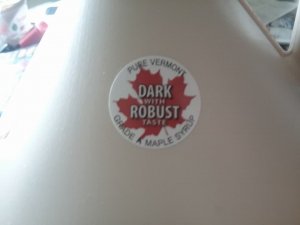 PURE VERMONT
DARK
WITH
ROBUST
TASTE
GRADE A MAPLE SYRUP